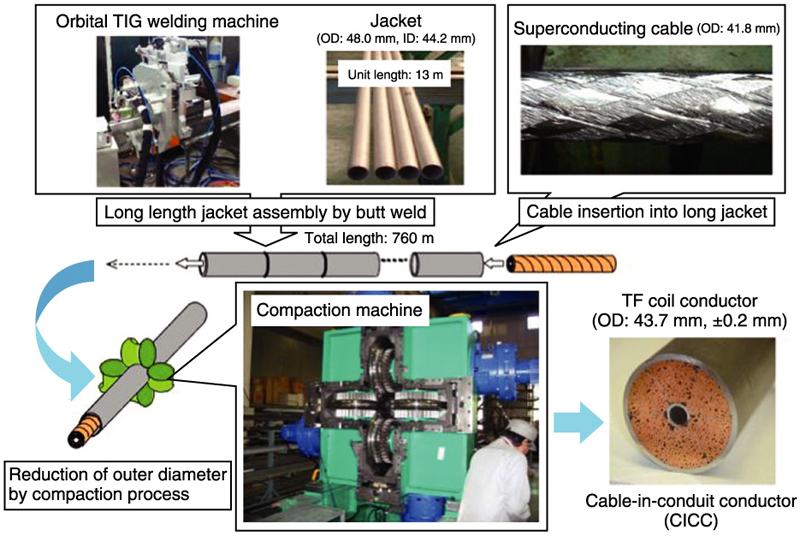 Orbital TIG welding machine
Jacket
(OD: 48.0 mm, ID: 44.2 mm)
Unit length: 13 m
Superconducting cable (OD: 41.8 mm)
Long length jacket assembly by butt weld
Cable insertion into long jacket
Total length: 760 m
Compaction machine
TF coil conductor
(OD: 43.7 mm, ±0.2 mm)
Reduction of outer diameter
by compaction process
Cable-in-conduit conductor
(CICC)